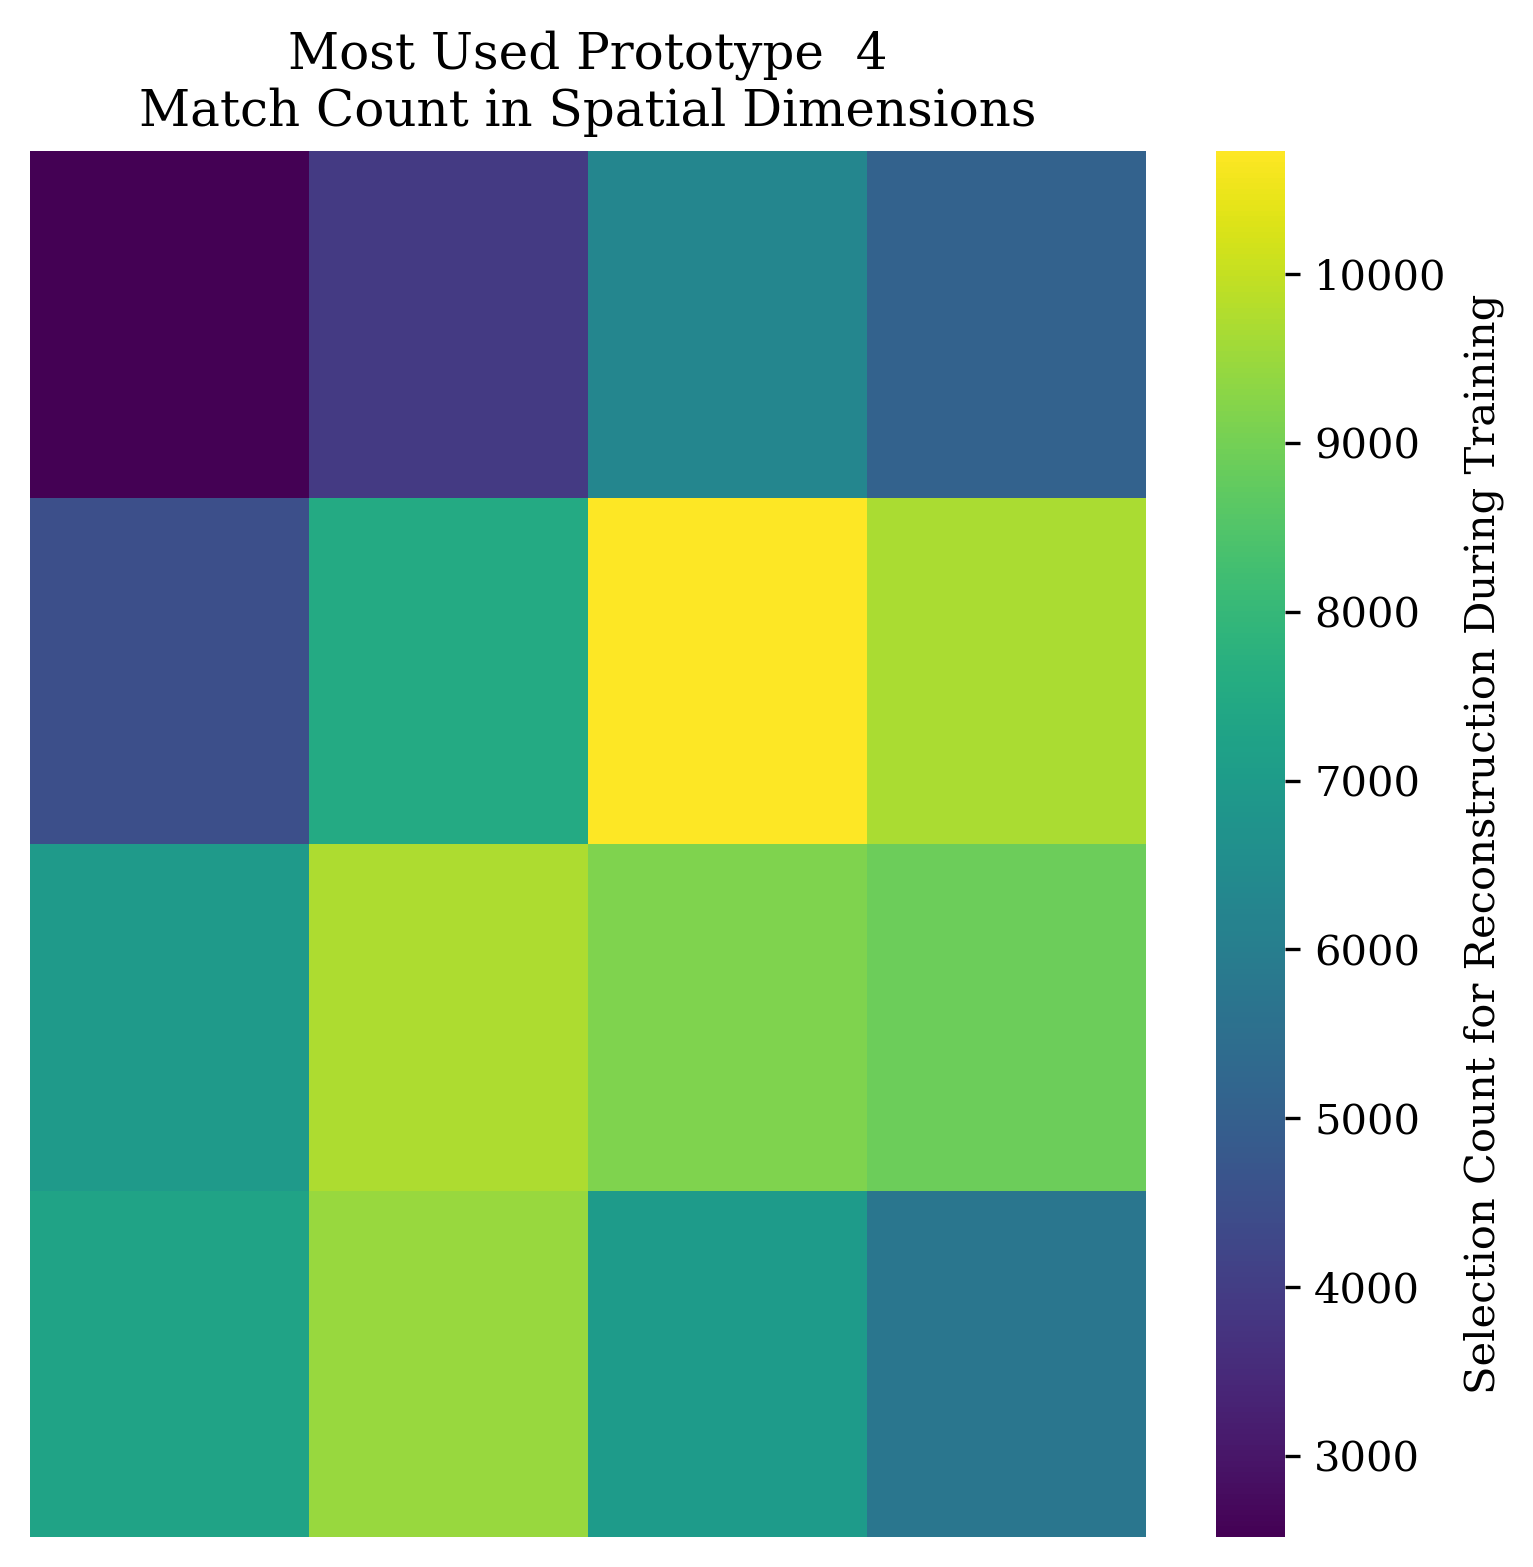 Most Used Prototype  4
Match Count in Spatial Dimensions
10000
9000
8000
7000
6000
5000
4000
3000
Selection Count for Reconstruction During Training